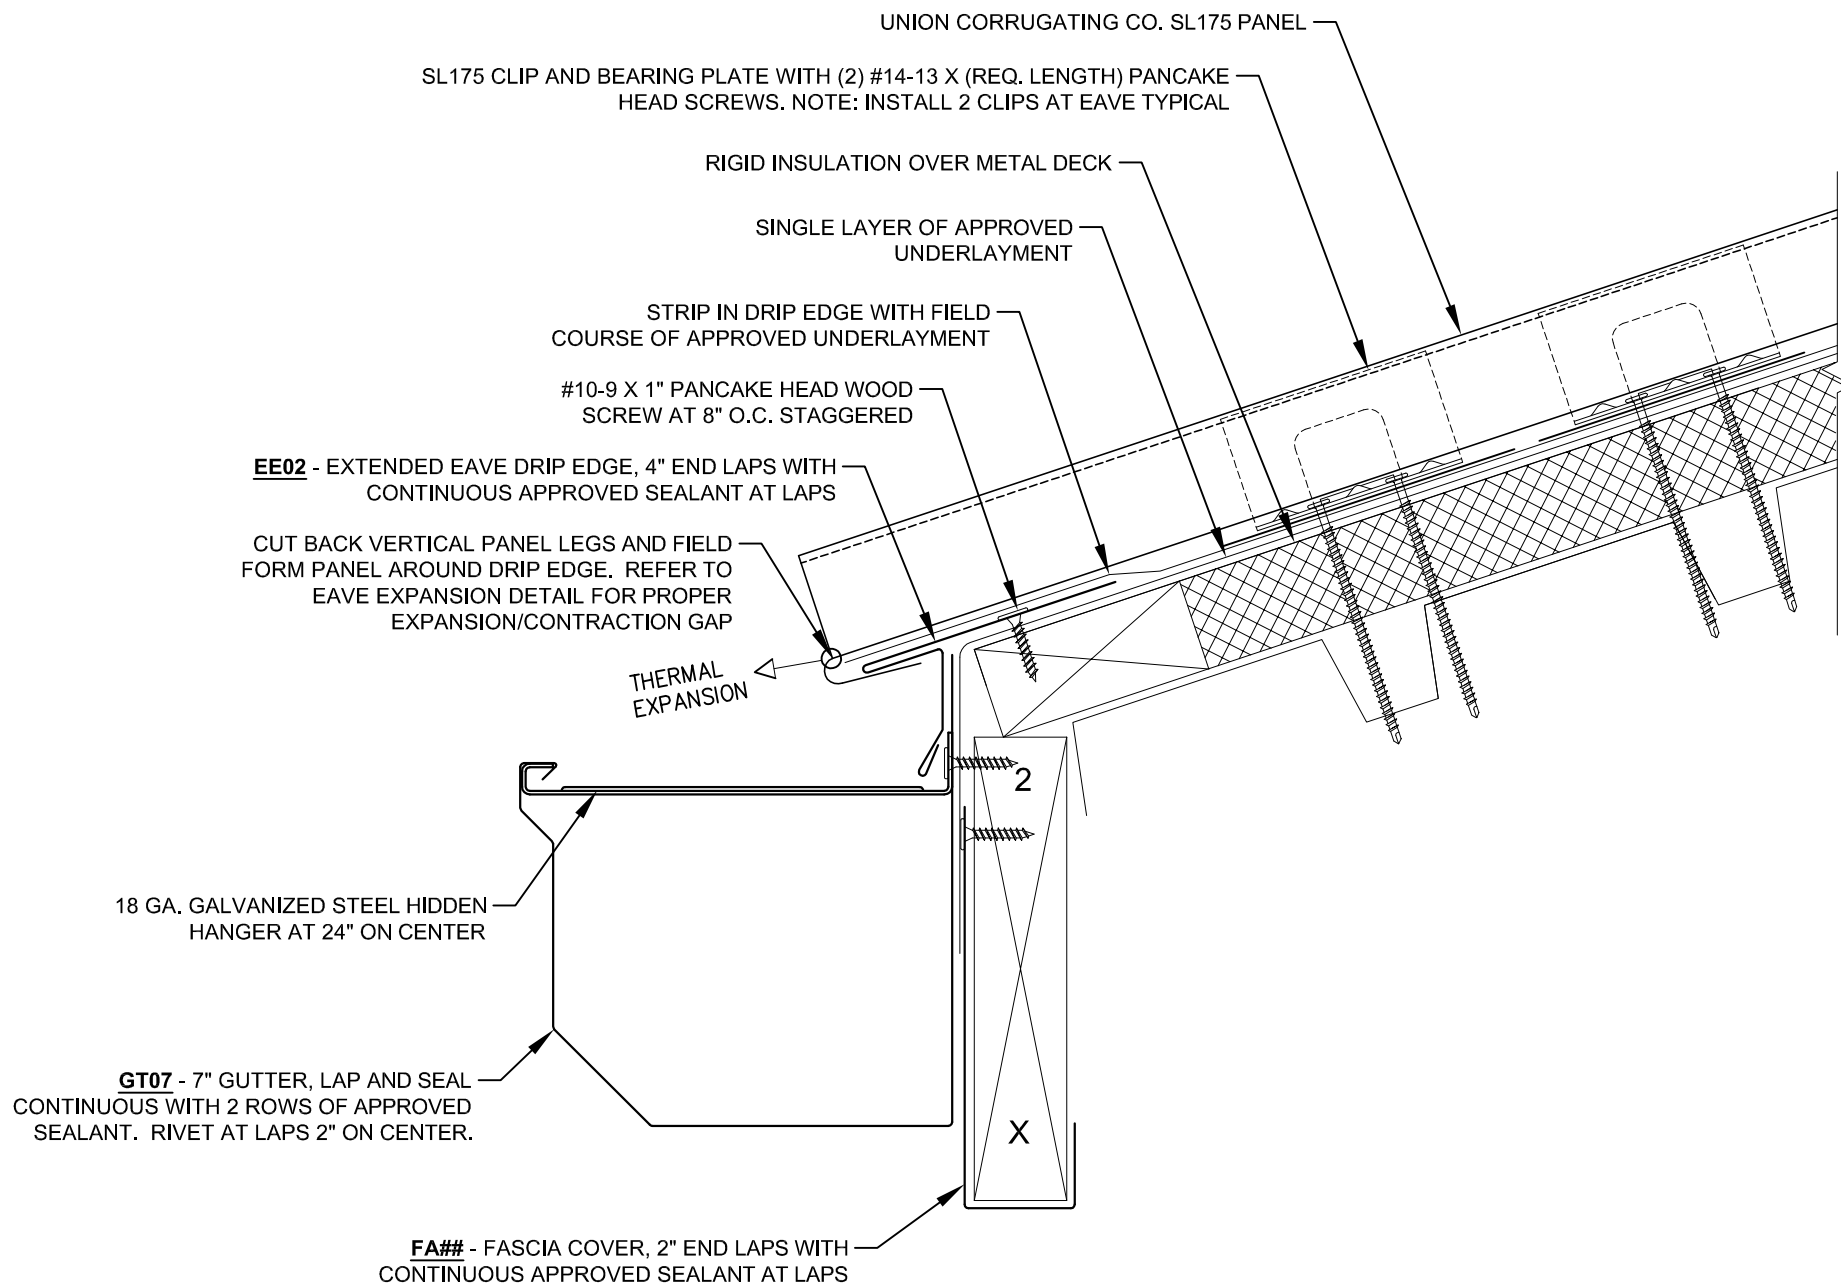 UNION CORRUGATING CO. SL175 PANEL
SL175 CLIP AND BEARING PLATE WITH (2) #14-13 X (REQ. LENGTH) PANCAKE
HEAD SCREWS. NOTE: INSTALL 2 CLIPS AT EAVE TYPICAL
RIGID INSULATION OVER METAL DECK
SINGLE LAYER OF APPROVED
UNDERLAYMENT
STRIP IN DRIP EDGE WITH FIELD
COURSE OF APPROVED UNDERLAYMENT
#10-9 X 1" PANCAKE HEAD WOOD
SCREW AT 8" O.C. STAGGERED
EE02 - EXTENDED EAVE DRIP EDGE, 4" END LAPS WITH
CONTINUOUS APPROVED SEALANT AT LAPS
CUT BACK VERTICAL PANEL LEGS AND FIELD
FORM PANEL AROUND DRIP EDGE.  REFER TO
EAVE EXPANSION DETAIL FOR PROPER
EXPANSION/CONTRACTION GAP
THERMAL
EXPANSION
2
18 GA. GALVANIZED STEEL HIDDEN
HANGER AT 24" ON CENTER
GT07 - 7" GUTTER, LAP AND SEAL
CONTINUOUS WITH 2 ROWS OF APPROVED
SEALANT.  RIVET AT LAPS 2" ON CENTER.
X
FA## - FASCIA COVER, 2" END LAPS WITH
CONTINUOUS APPROVED SEALANT AT LAPS